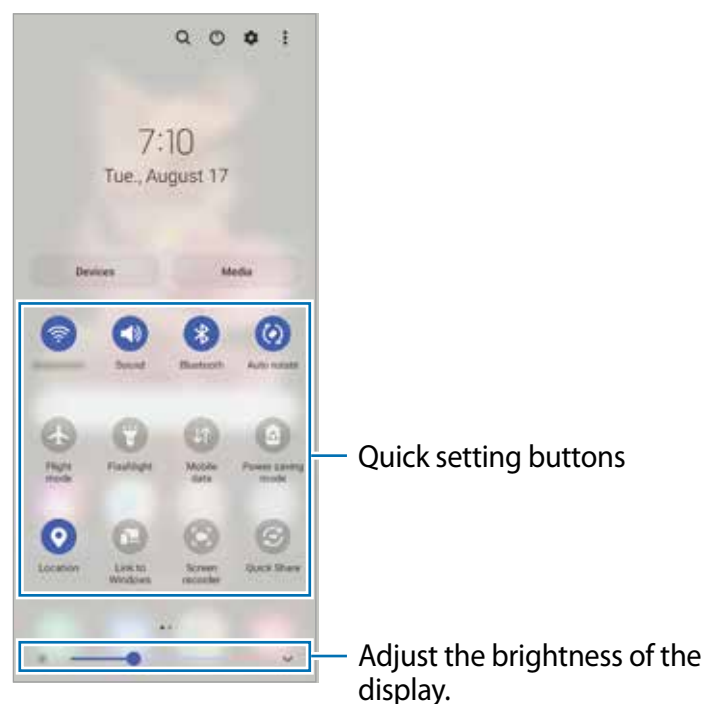 7:10
Tue., August 17
Devices Media
Sound Bluetooth Auto rotate
Flight mode
Flashlight
Mobile data
Power saving mode
Location
Link to Windows
Screen recorder
Quick Share
Quick setting buttons
Adjust the brightness of the
display.